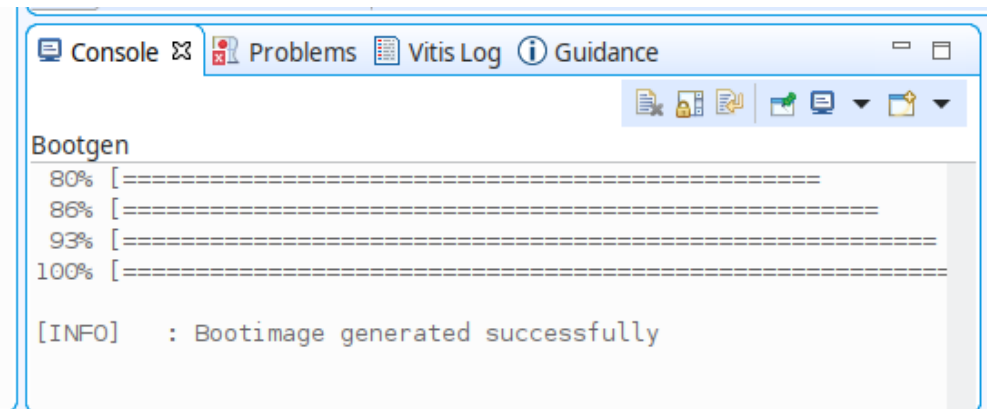 Console Problems Vitis Log Guidance
Bootgen
80% [================================================
86% [====================================================
93% [========================================================
100% [=========================================================
[INFO]   : Bootimage generated successfully